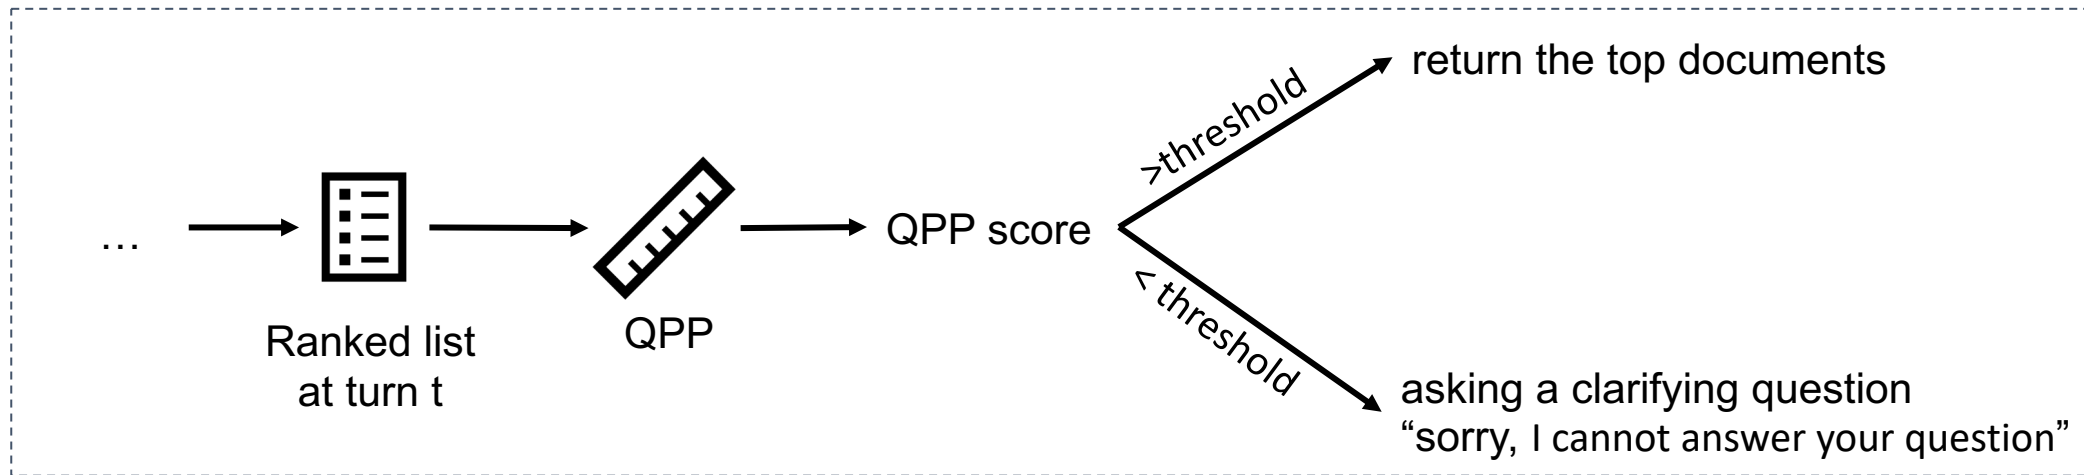 return the top documents
>threshold
…
QPP score
< threshold
Ranked list
at turn t
QPP
asking a clarifying question
“sorry, I cannot answer your question”